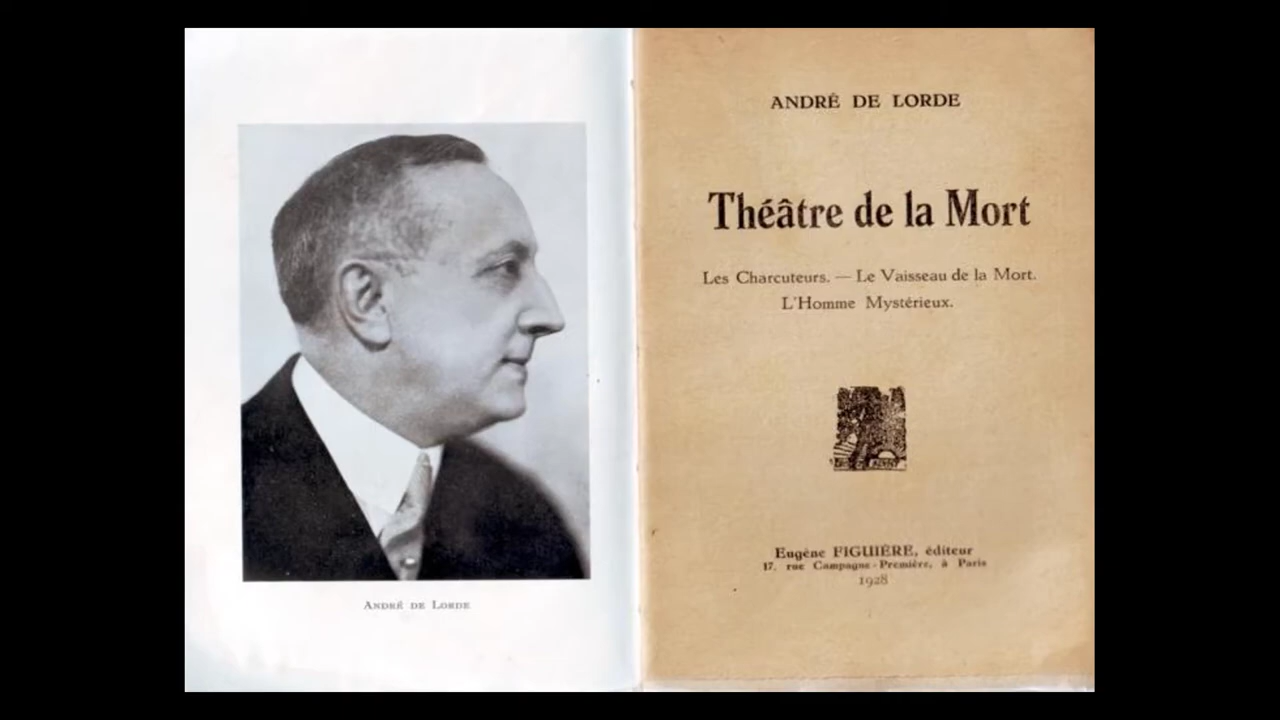 ANDRÉ DE LORDE
ANDRÉ DE LORDE
Théâtre de la Mort
Les Charcuteurs. — Le Vaisseau de la Mort.
L'Homme Mystérieux.
Eugène FIGUIÈRE, éditeur
17, rue Campagne-Première, à Paris
1928